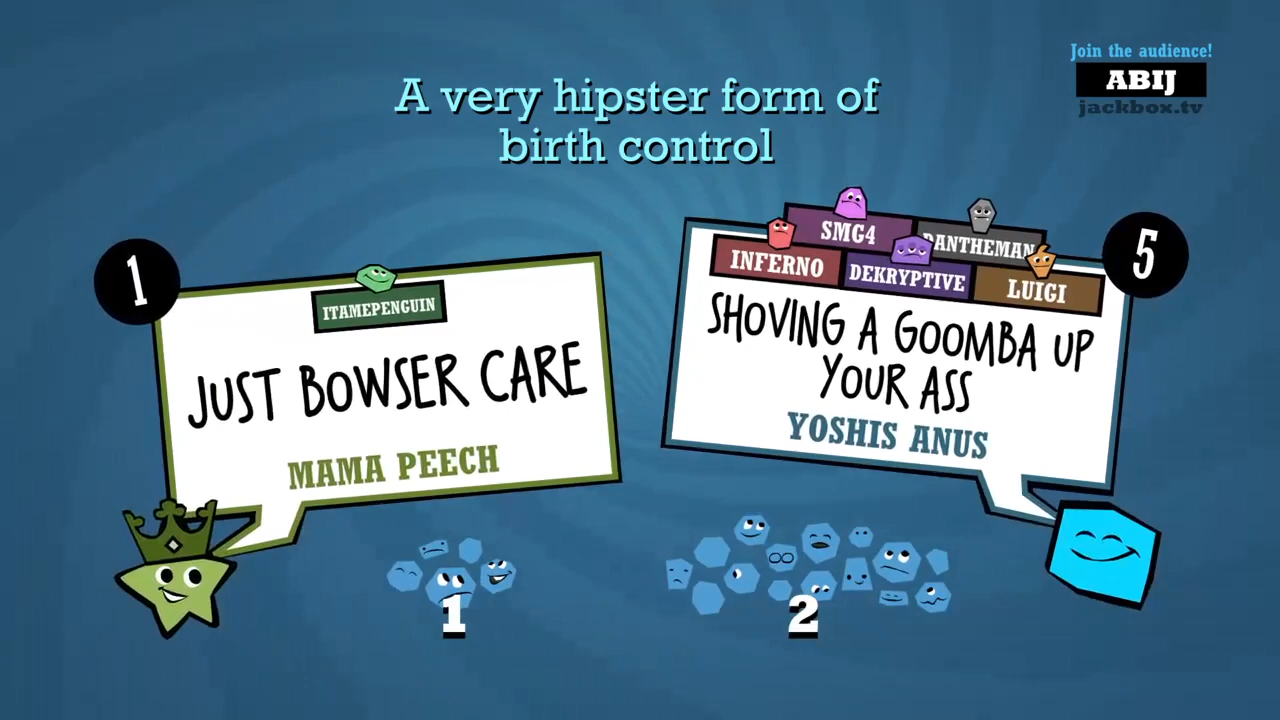 Join the audience!
ABIJ
jackbox.tv
A very hipster form of
birth control
1
ITAMEPENGUIN
JUST BOWSER CARE
MAMA PEECH
SMG4
DANTHEMAN
INFERNO
DEKRYPTIVE
LUIGI
5
SHOVING A GOOMBA UP
YOUR ASS
YOSHIS ANUS
1
2